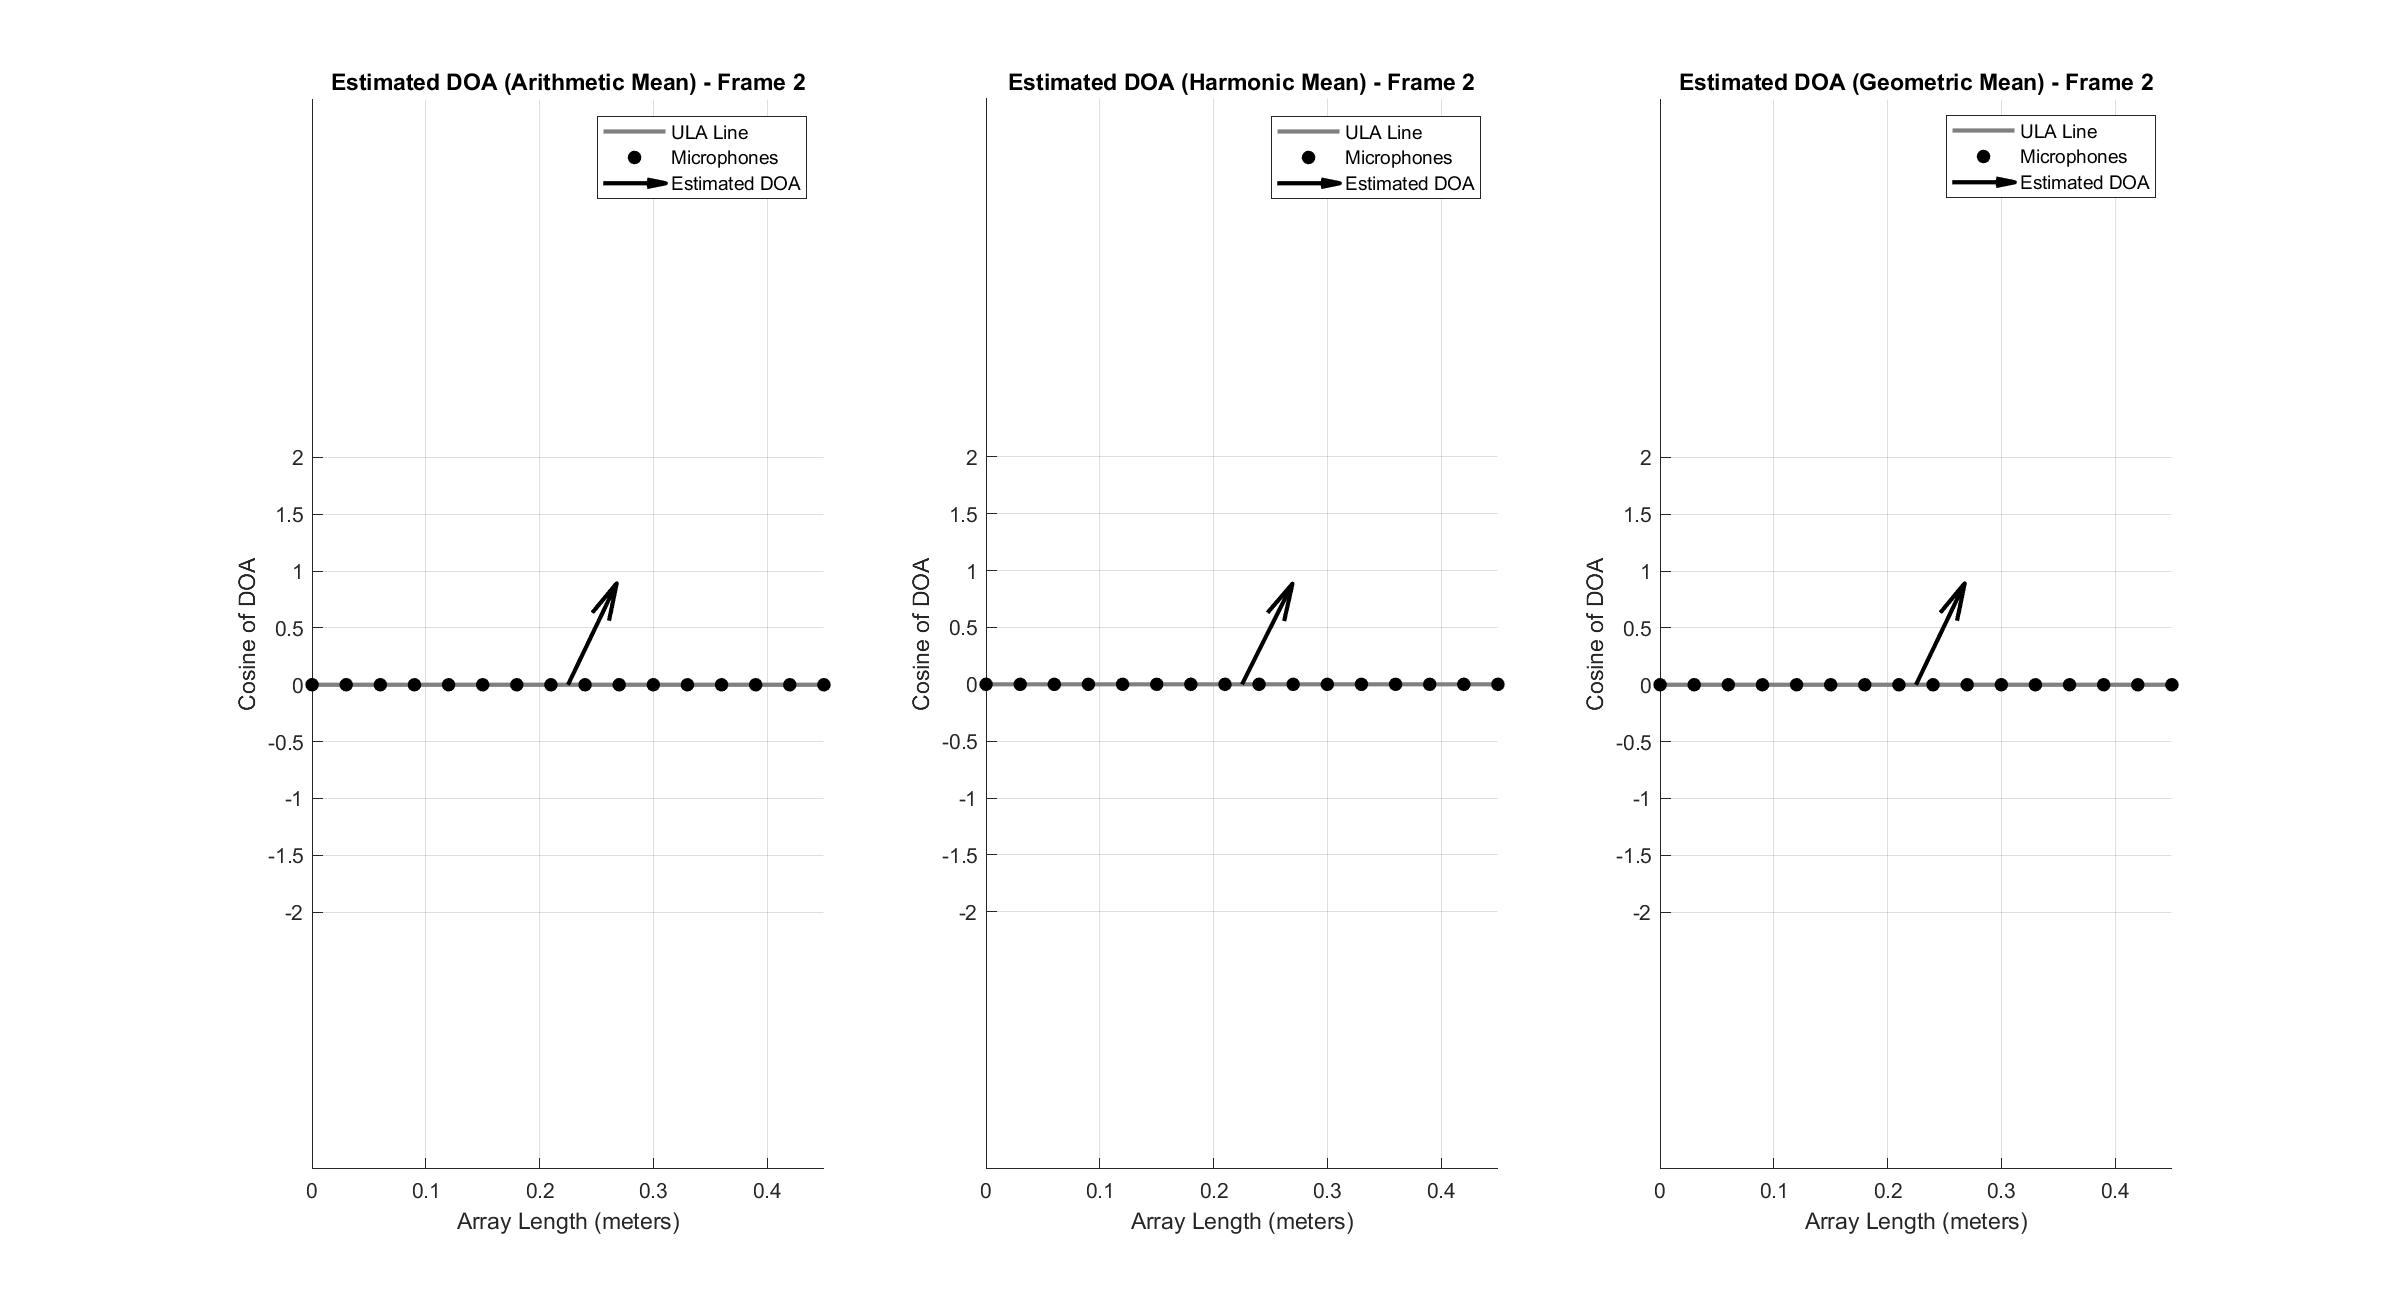 Estimated DOA (Arithmetic Mean) - Frame 2
ULA Line
Microphones
Estimated DOA
2
1.5
1
0.5
0
-0.5
-1
-1.5
-2
Cosine of DOA
0 0.1 0.2 0.3 0.4
Array Length (meters)
Estimated DOA (Harmonic Mean) - Frame 2
ULA Line
Microphones
Estimated DOA
2
1.5
1
0.5
0
-0.5
-1
-1.5
-2
Cosine of DOA
0 0.1 0.2 0.3 0.4
Array Length (meters)
Estimated DOA (Geometric Mean) - Frame 2
ULA Line
Microphones
Estimated DOA
2
1.5
1
0.5
0
-0.5
-1
-1.5
-2
Cosine of DOA
0 0.1 0.2 0.3 0.4
Array Length (meters)